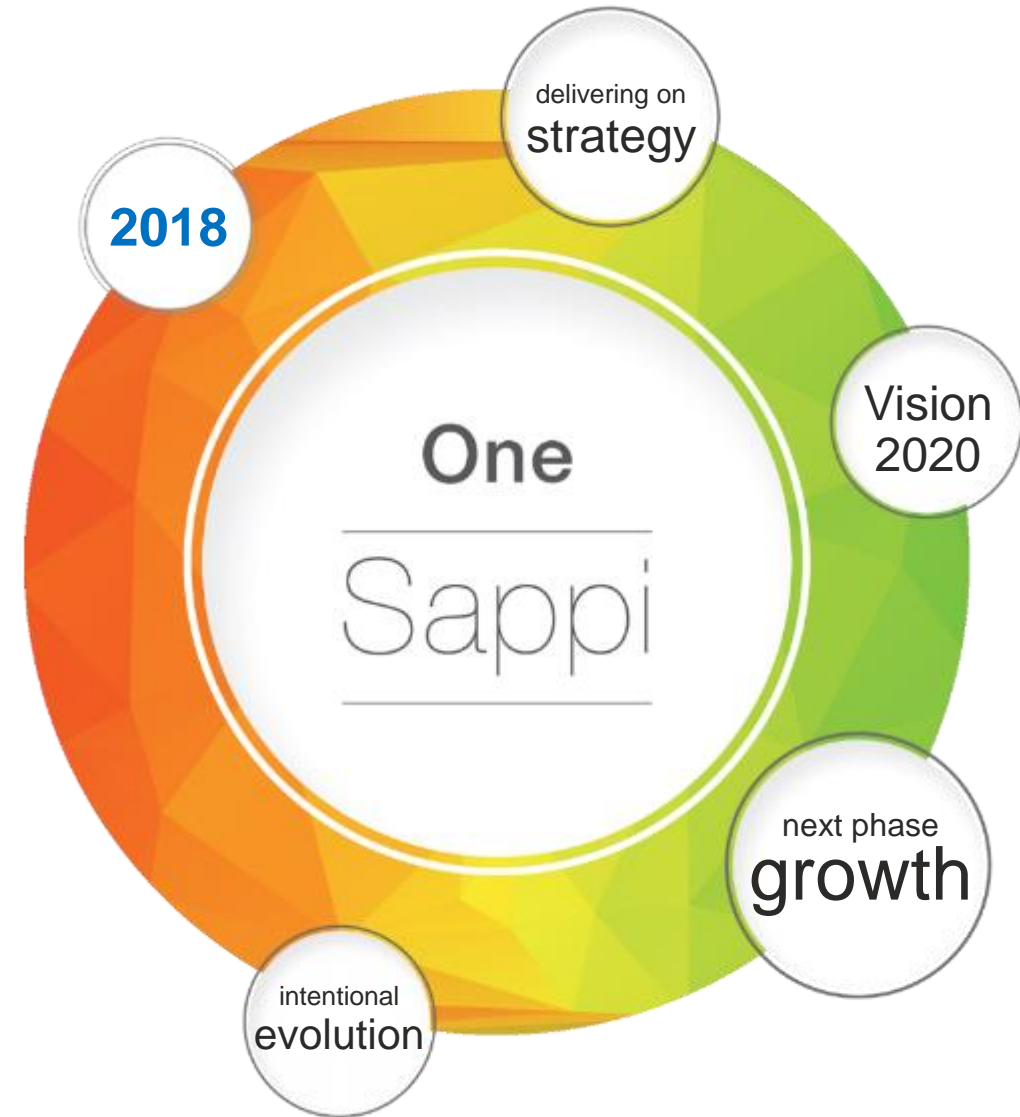 delivering on
strategy
2018
Vision
2020
One
Sappi
next phase
growth
intentional
evolution